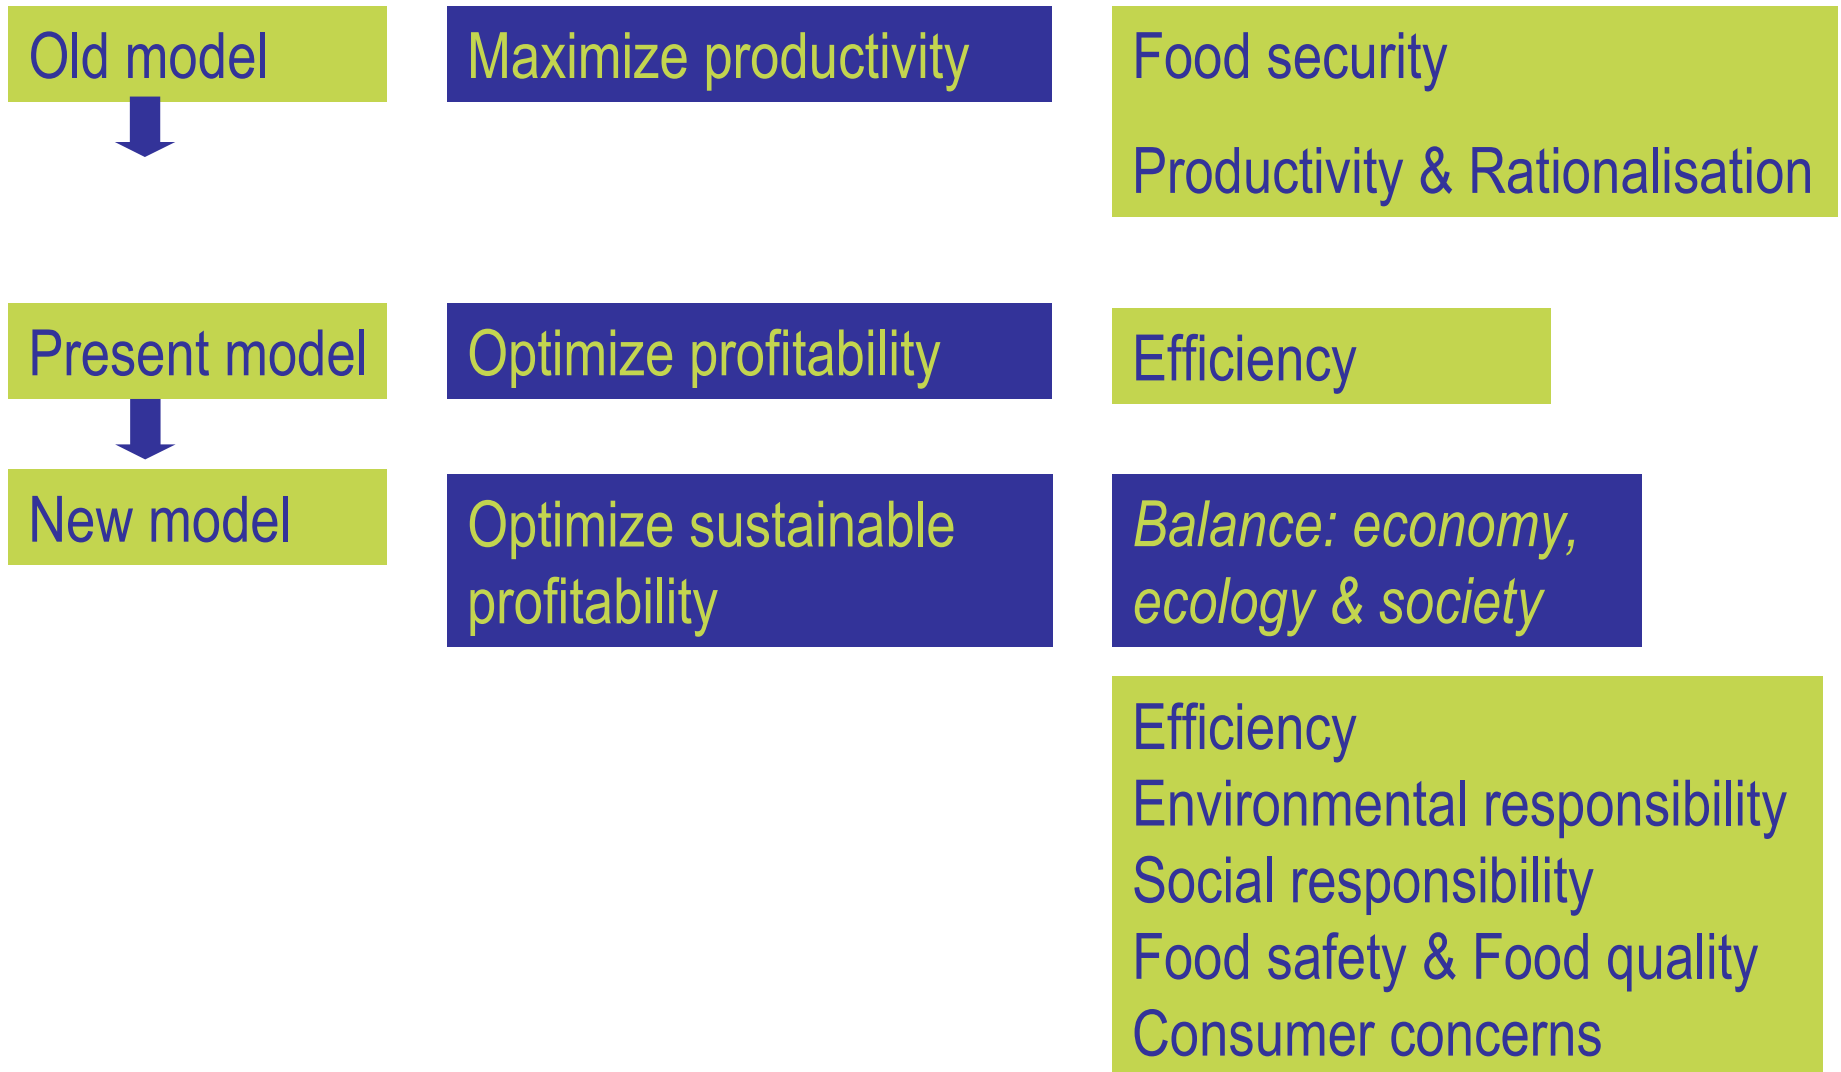 Old model
Maximize productivity
Food security
Productivity & Rationalisation
Present model
Optimize profitability
Efficiency
New model
Optimize sustainable
profitability
Balance: economy,
ecology & society
Efficiency
Environmental responsibility
Social responsibility
Food safety & Food quality
Consumer concerns